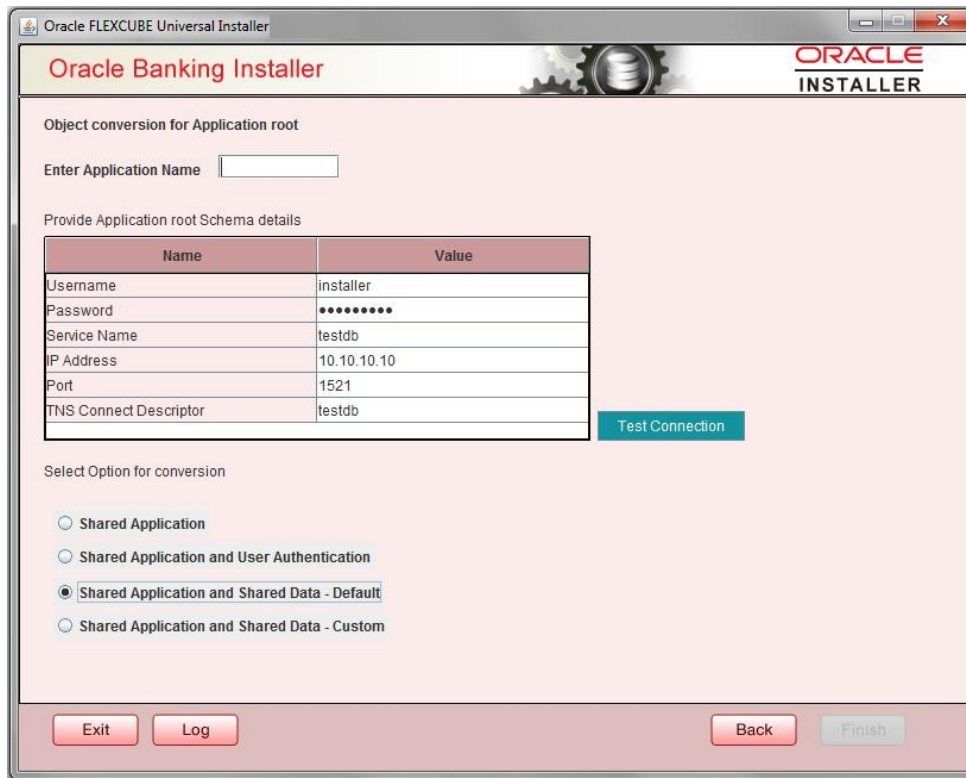 Oracle FLEXCUBE Universal Installer
Oracle Banking Installer
ORACLE
INSTALLER
Object conversion for Application root
Enter Application Name
Provide Application root Schema details
Name Value
Username installer
Password •••••••••
Service Name testdb
IP Address 10.10.10.10
Port 1521
TNS Connect Descriptor testdb
Test Connection
Select Option for conversion
Shared Application
Shared Application and User Authentication
Shared Application and Shared Data - Default
Shared Application and Shared Data - Custom
Exit Log Back Finish